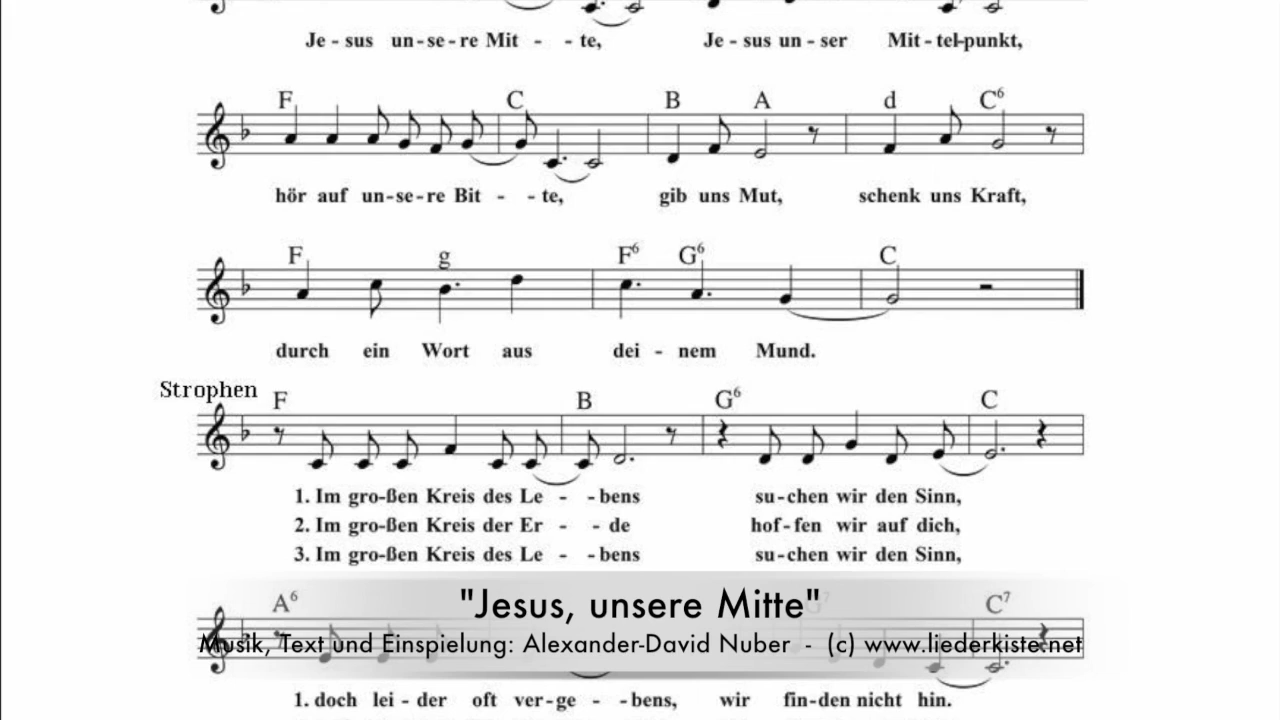 Je - sus un - se - re Mit - - te, Je - sus un - ser Mit - tel-punkt,
F C B A d C6
hör auf un - se - re Bit - - te, gib uns Mut, schenk uns Kraft,
F g F6 G6 C
durch ein Wort aus dei - nem Mund.
Strophen
F B G6 C
1. Im gro-ßen Kreis des Le - - bens su - chen wir den Sinn,
2. Im gro-ßen Kreis der Er - - de hof - fen wir auf dich,
3. Im gro-ßen Kreis des Le - - bens su - chen wir den Sinn,
A6 G7 C7
"Jesus, unsere Mitte"
Musik, Text und Einspielung: Alexander-David Nuber - (c) www.liederkiste.net
1. doch lei - der oft ver - ge - - bens, wir fin - den nicht hin.